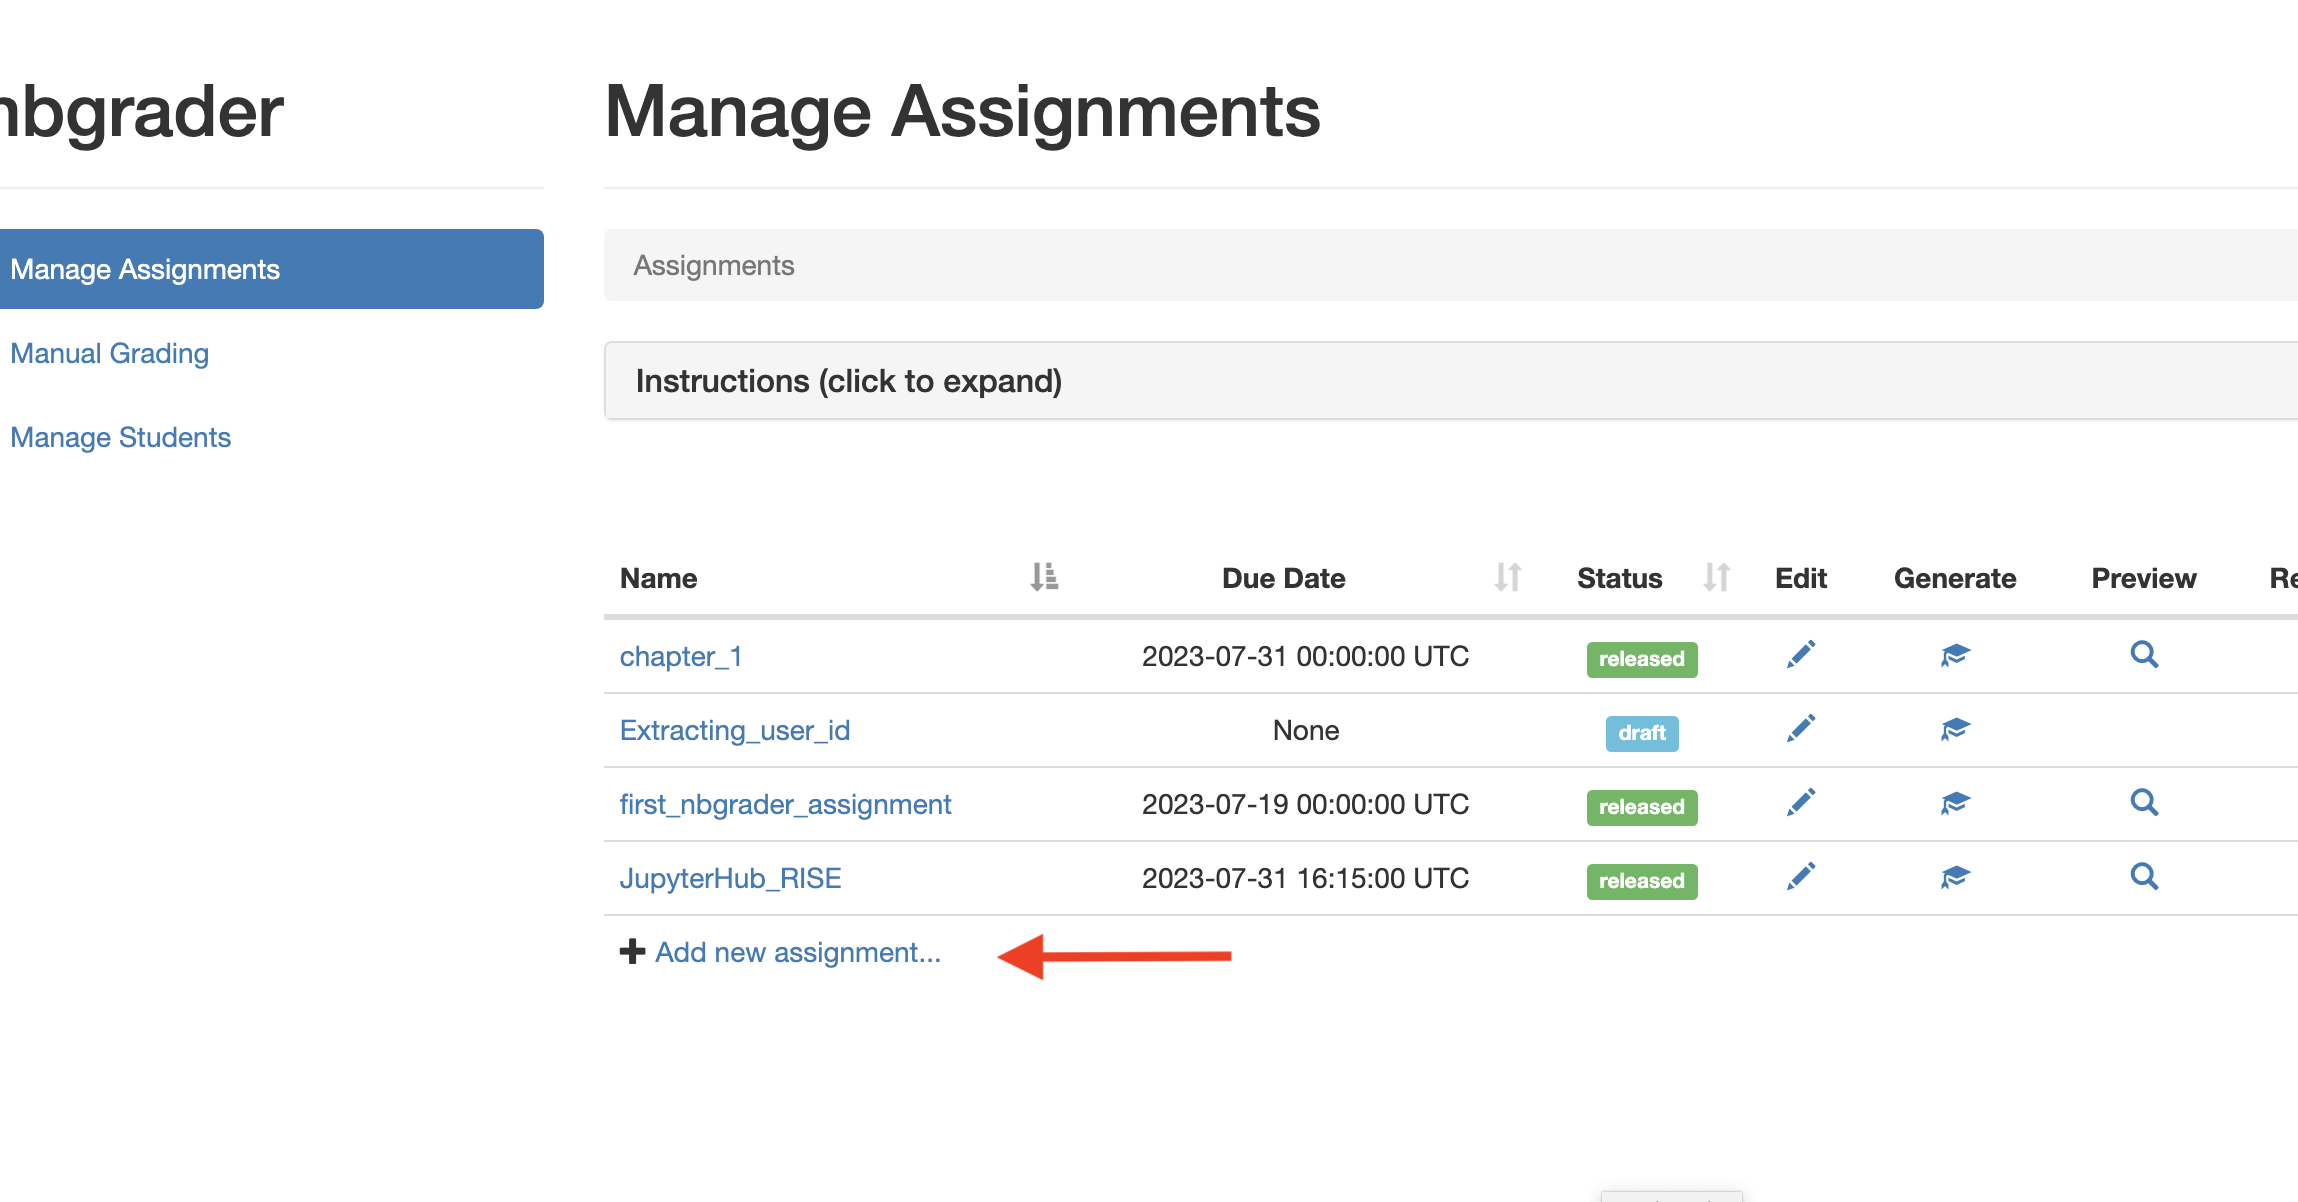 nbgrader
Manage Assignments
Manage Assignments
Manual Grading
Manage Students
Assignments
Instructions (click to expand)
Name Due Date Status Edit Generate Preview Re
chapter_1 2023-07-31 00:00:00 UTC released
Extracting_user_id None draft
first_nbgrader_assignment 2023-07-19 00:00:00 UTC released
JupyterHub_RISE 2023-07-31 16:15:00 UTC released
Add new assignment...